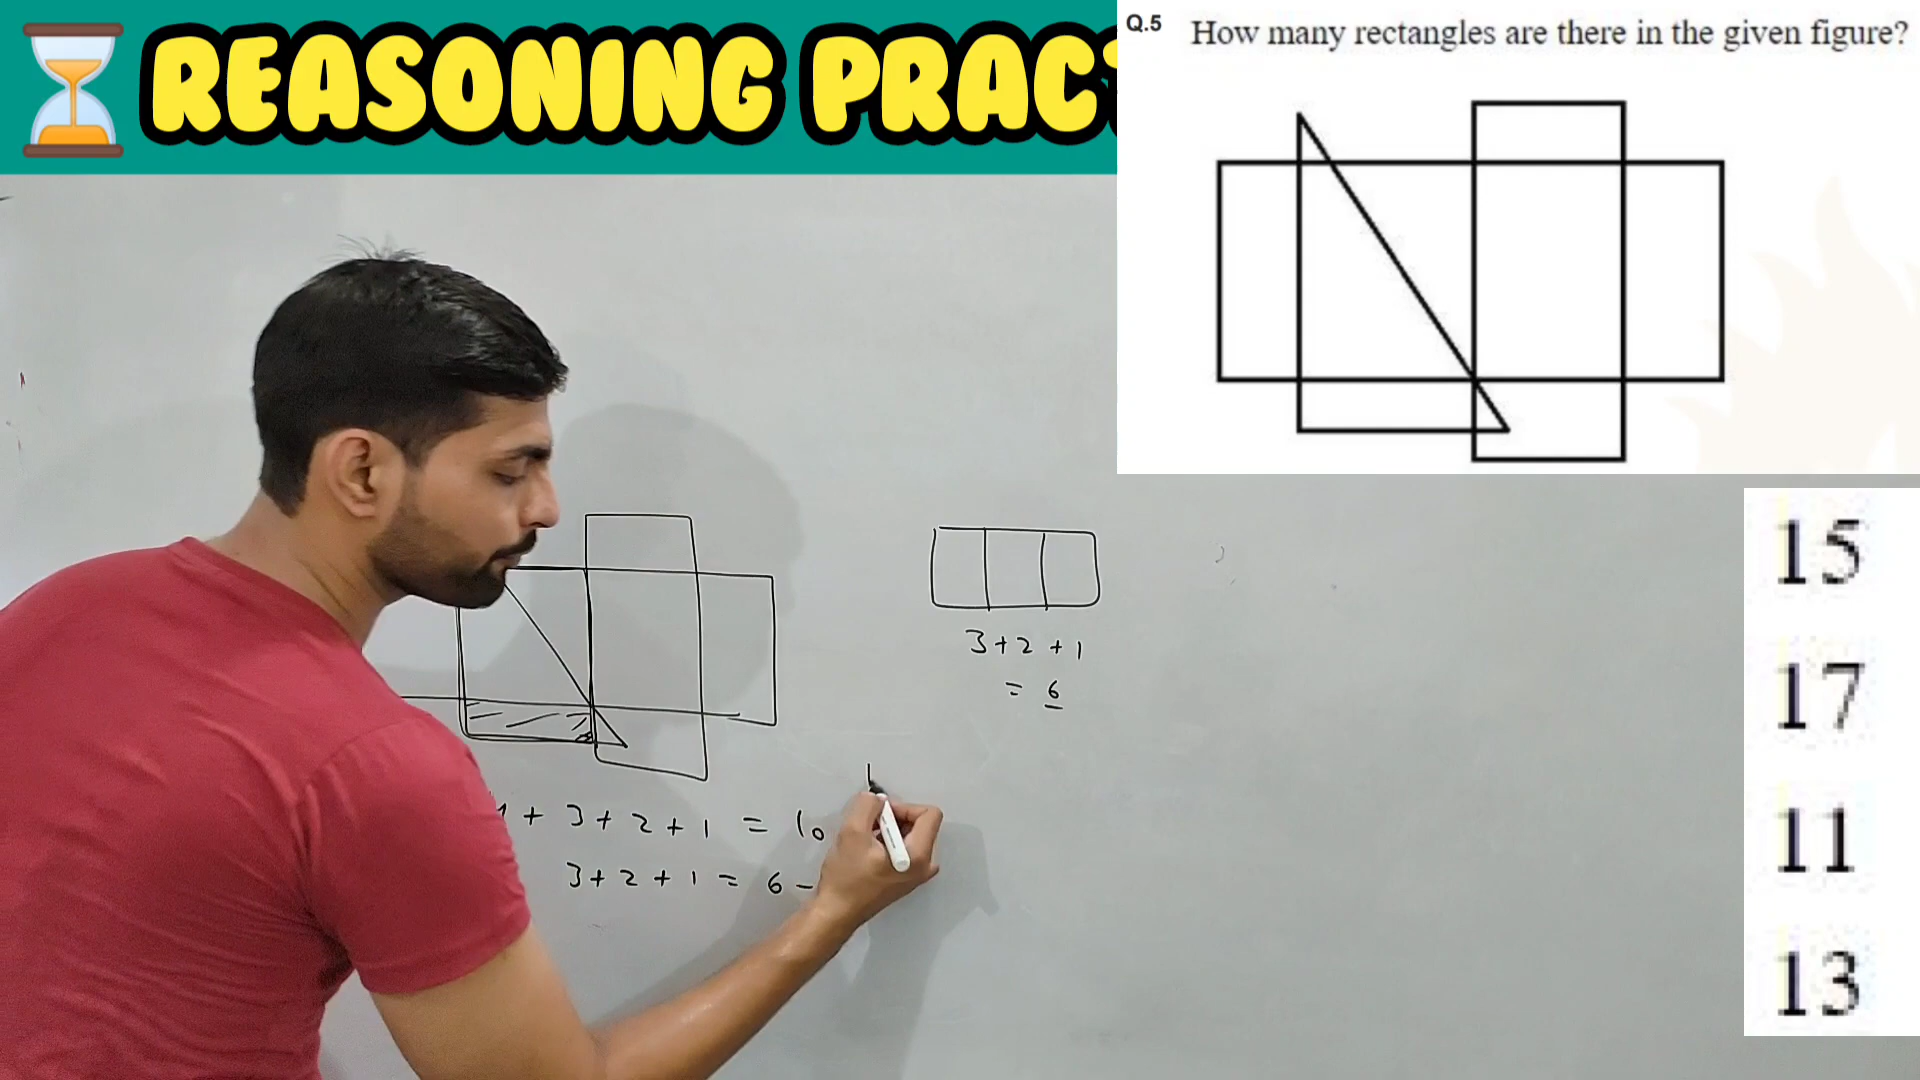 REASONING PRAC
Q.5 How many rectangles are there in the given figure?
3+2+1
= 6
+ 3+2+1 = 10
3+2+1 = 6 -
15
17
11
13